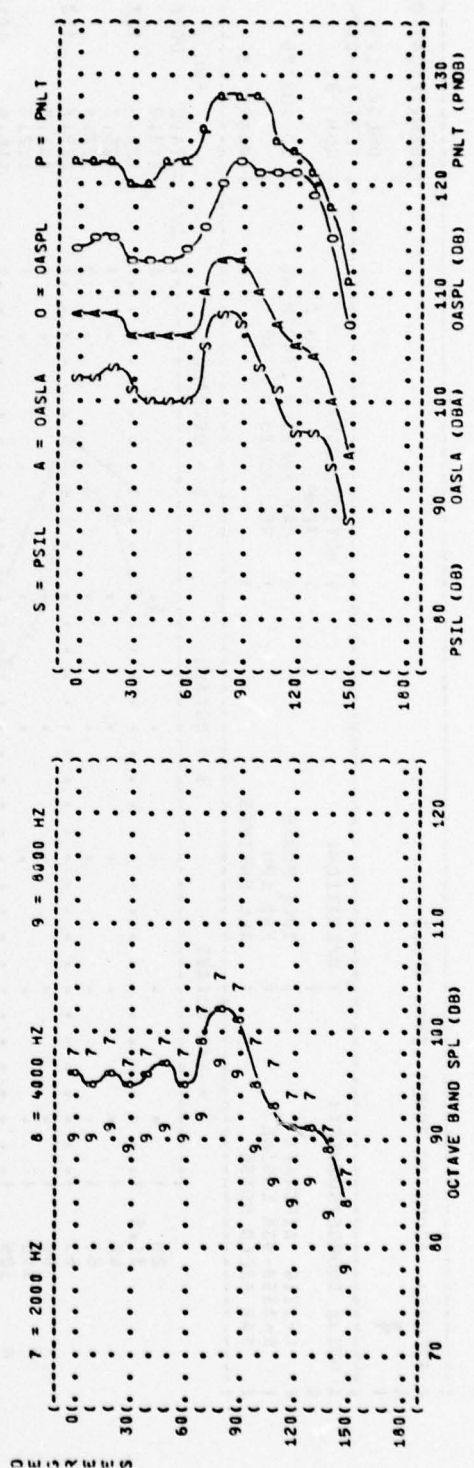 7 = 2000 HZ 8 = 4000 HZ 9 = 8000 HZ
DEGREES
0.
30.
60.
90.
120.
150.
180.
70 80 90 100 110 120
OCTAVE BAND SPL (DB)
S = PSIL A = OASLA O = OASPL P = PNLT
0.
30.
60.
90.
120.
150.
180.
80 90 100 110 120 130
PSIL (DB) OASLA (DBA) OASPL (DB) PNLT (PNDB)